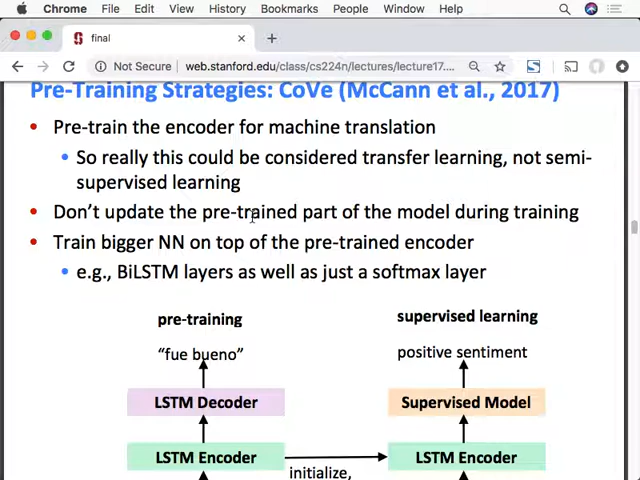 Chrome File Edit View History Bookmarks People Window Help
final
Not Secure web.stanford.edu/class/cs224n/lectures/lecture17....
Pre-Training Strategies: CoVe (McCann et al., 2017)
• Pre-train the encoder for machine translation
• So really this could be considered transfer learning, not semi-
supervised learning
• Don’t update the pre-trained part of the model during training
• Train bigger NN on top of the pre-trained encoder
• e.g., BiLSTM layers as well as just a softmax layer
pre-training
supervised learning
“fue bueno”
positive sentiment
LSTM Decoder
Supervised Model
LSTM Encoder
LSTM Encoder
initialize,